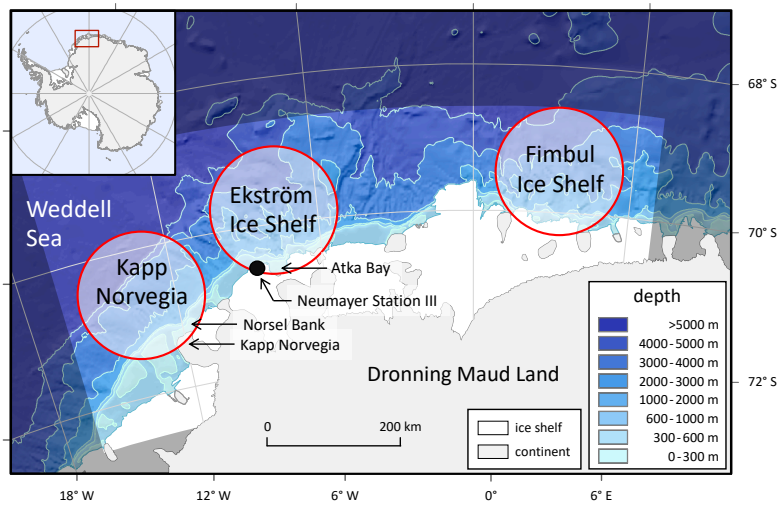 68° S
Fimbul
Ice Shelf
Ekström
Ice Shelf
Weddell
Sea
70° S
Kapp
Norvegia
Atka Bay
Neumayer Station III
Norsel Bank
Kapp Norvegia
depth
>5000 m
4000-5000 m
3000-4000 m
2000-3000 m
1000-2000 m
600-1000 m
300-600 m
0-300 m
Dronning Maud Land
72° S
0
200 km
ice shelf
continent
18° W
12° W
6° W
0°
6° E